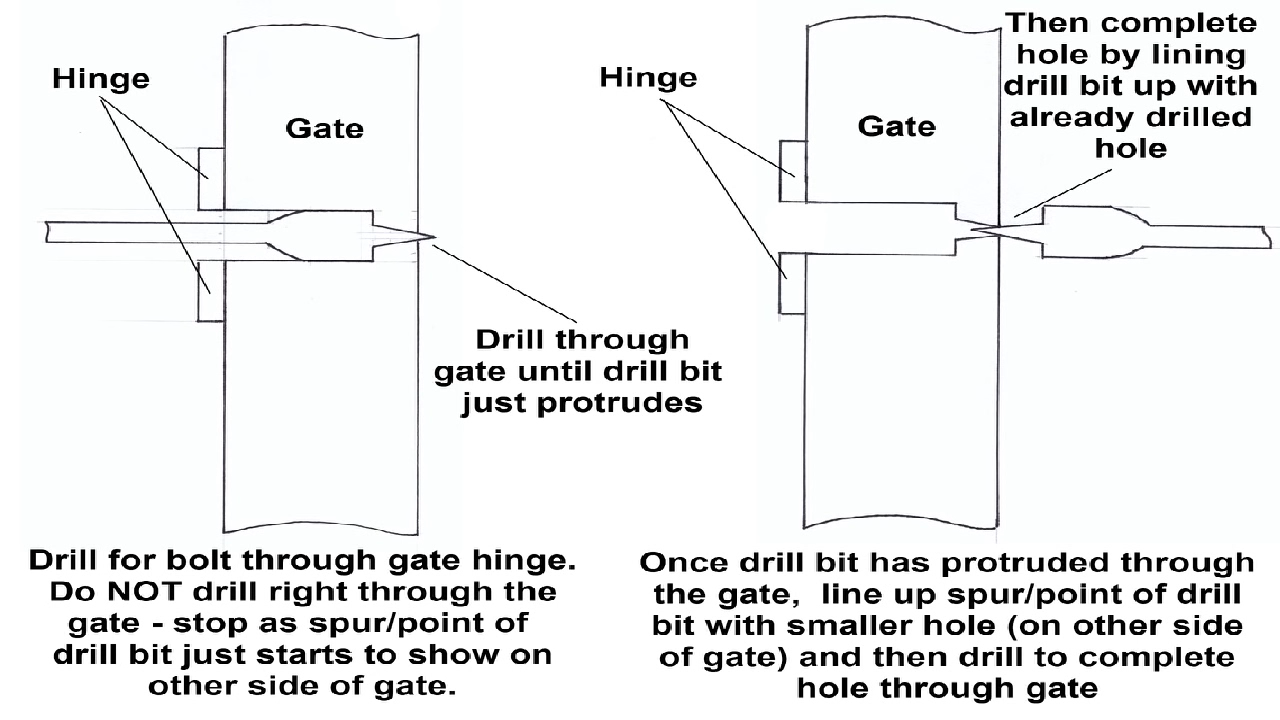 Hinge
Gate
Drill through
gate until drill bit
just protrudes
Drill for bolt through gate hinge.
Do NOT drill right through the
gate - stop as spur/point of
drill bit just starts to show on
other side of gate.
Hinge
Gate
Then complete
hole by lining
drill bit up with
already drilled
hole
Once drill bit has protruded through
the gate,  line up spur/point of drill
bit with smaller hole (on other side
of gate) and then drill to complete
hole through gate